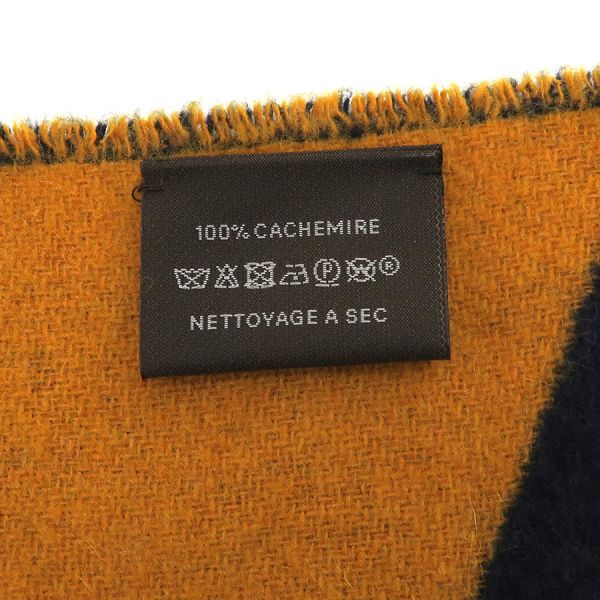 100% CACHEMIRE
P W ®
NETTOYAGE A SEC